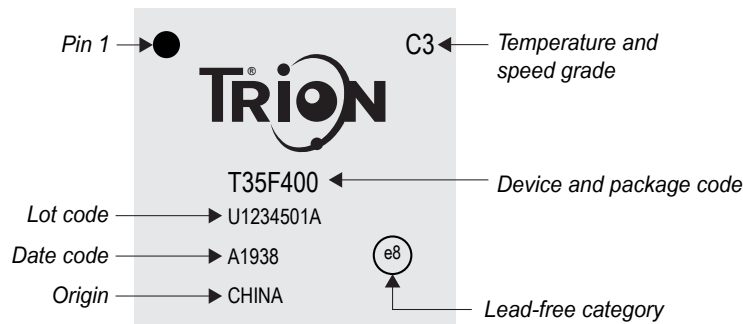 Pin 1
C3
Temperature and
speed grade
TRION®
T35F400
Device and package code
Lot code
U1234501A
Date code
A1938
e8
Origin
CHINA
Lead-free category